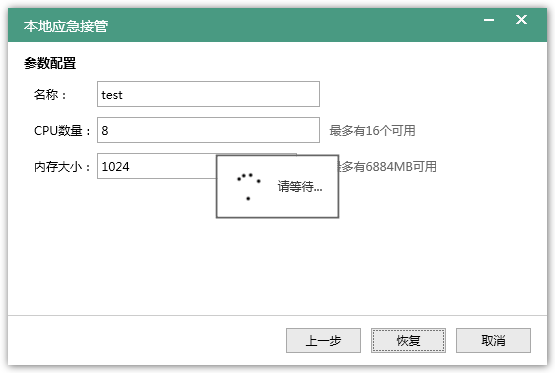 本地应急接管
参数配置
名称： test
CPU数量： 8 最多有16个可用
内存大小： 1024 最多有6884MB可用
请等待...
上一步 恢复 取消